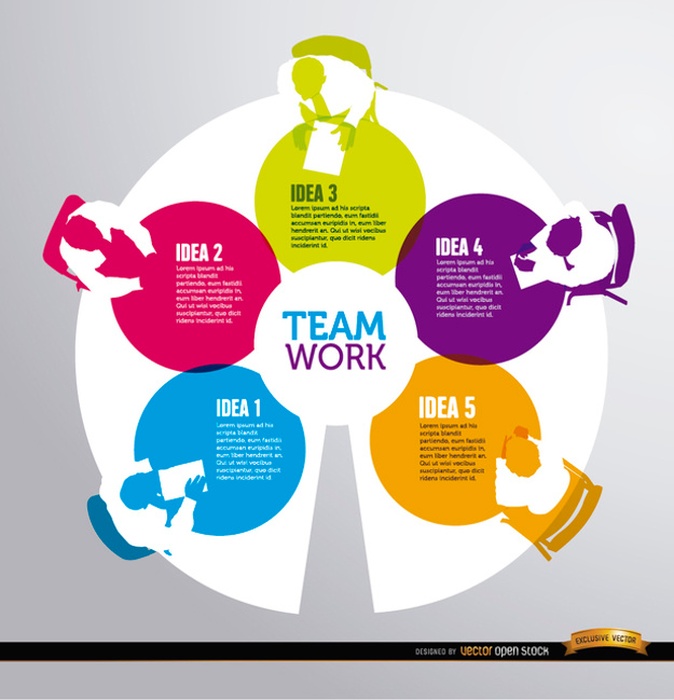 IDEA 3
Lorem ipsum ad his
scripta blandit
partiendo, eum fastidii
accumsan euripidis in,
eum liber hendrerit an.
Qui ut wisi vocibus
suscipiantur, quo dicit
ridens inciderint id.
IDEA 2
Lorem ipsum ad his
scripta blandit
partiendo, eum fastidii
accumsan euripidis in,
eum liber hendrerit an.
Qui ut wisi vocibus
suscipiantur, quo dicit
ridens inciderint id.
IDEA 4
Lorem ipsum ad his
scripta blandit
partiendo, eum fastidii
accumsan euripidis in,
eum liber hendrerit an.
Qui ut wisi vocibus
suscipiantur, quo dicit
ridens inciderint id.
TEAM
WORK
IDEA 1
Lorem ipsum ad his
scripta blandit
partiendo, eum fastidii
accumsan euripidis in,
eum liber hendrerit an.
Qui ut wisi vocibus
suscipiantur, quo dicit
ridens inciderint id.
IDEA 5
Lorem ipsum ad his
scripta blandit
partiendo, eum fastidii
accumsan euripidis in,
eum liber hendrerit an.
Qui ut wisi vocibus
suscipiantur, quo dicit
ridens inciderint id.
DESIGNED BY vector open stock
EXCLUSIVE VECTOR